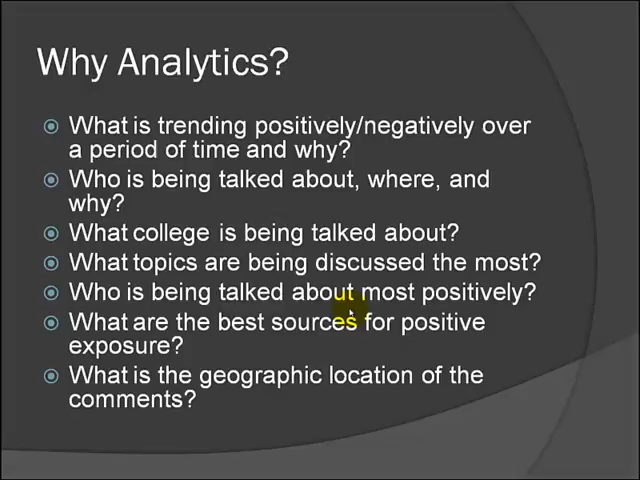 Why Analytics?
What is trending positively/negatively over
a period of time and why?
Who is being talked about, where, and
why?
What college is being talked about?
What topics are being discussed the most?
Who is being talked about most positively?
What are the best sources for positive
exposure?
What is the geographic location of the
comments?